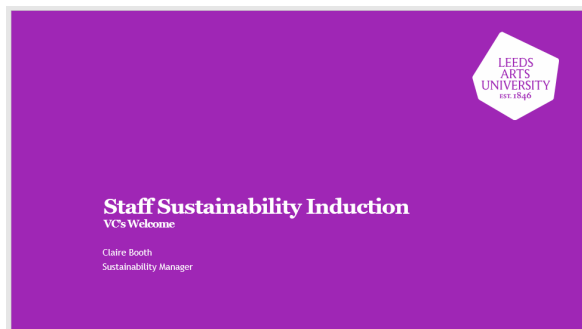 LEEDS
ARTS
UNIVERSITY
EST. 1846
Staff Sustainability Induction
VC's Welcome
Claire Booth
Sustainability Manager